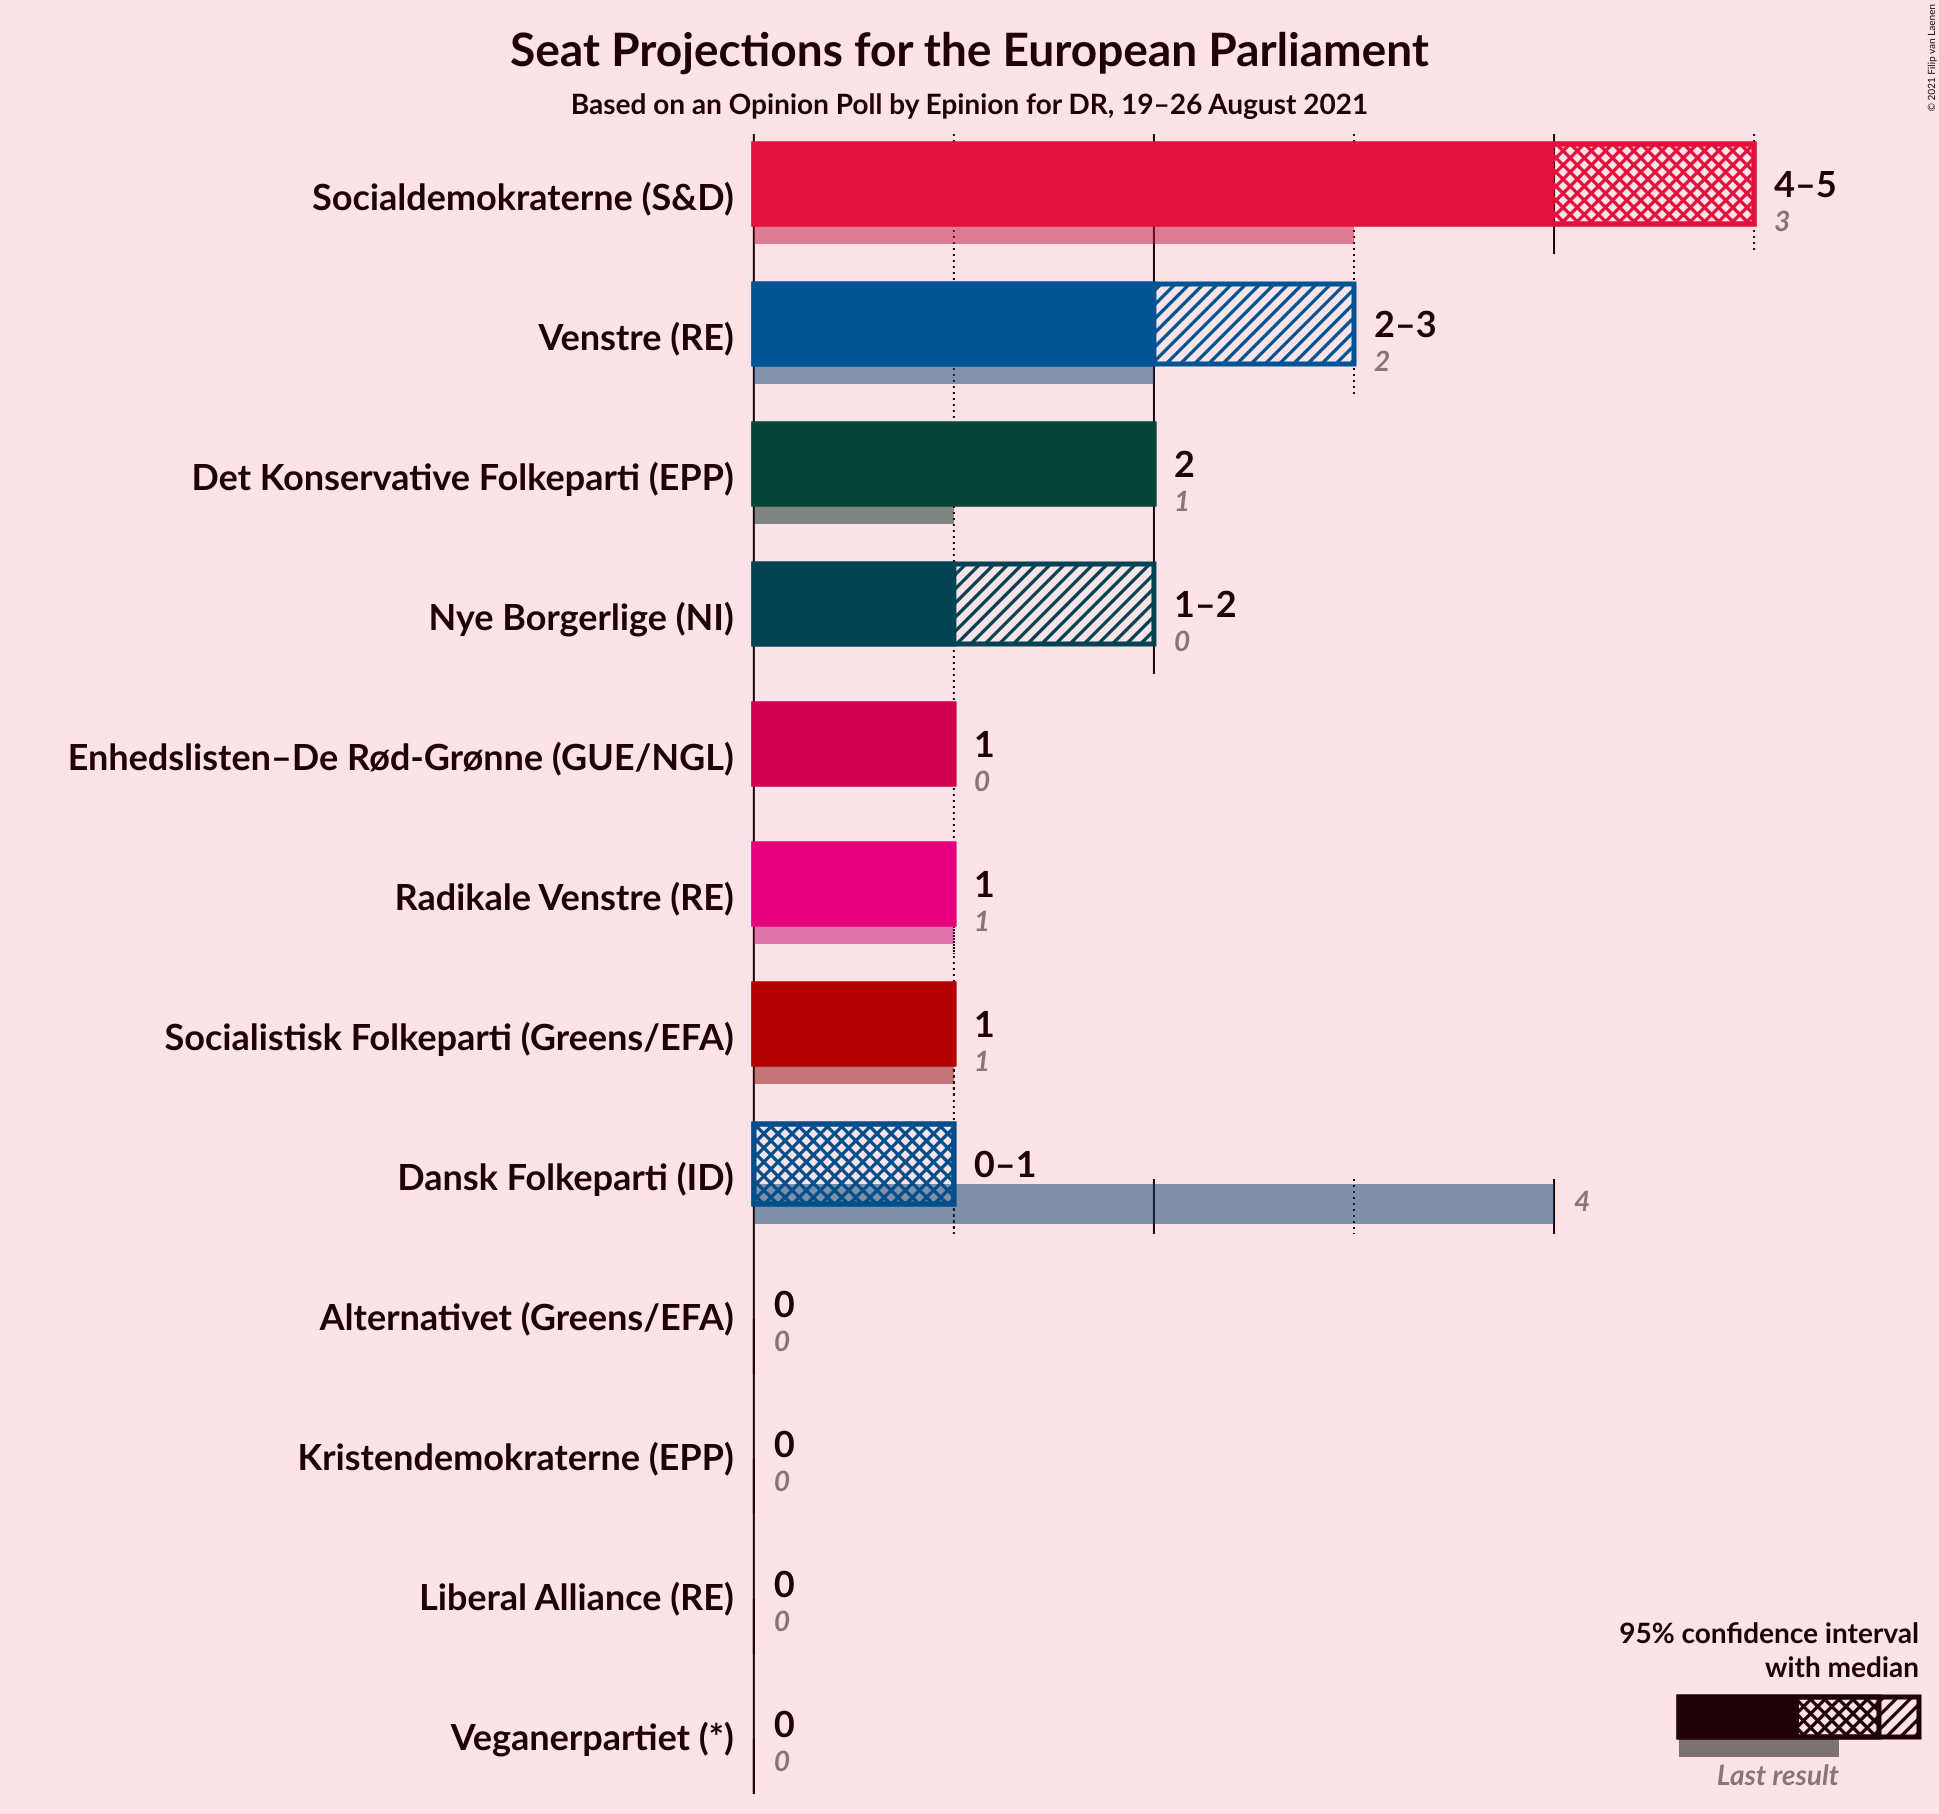 Seat Projections for the European Parliament
Based on an Opinion Poll by Epinion for DR, 19–26 August 2021
© 2021 Filip van Laenen
Socialdemokraterne (S&D)
4–5
3
Venstre (RE)
2–3
2
Det Konservative Folkeparti (EPP)
2
1
Nye Borgerlige (NI)
1–2
0
Enhedslisten–De Rød-Grønne (GUE/NGL)
1
0
Radikale Venstre (RE)
1
1
Socialistisk Folkeparti (Greens/EFA)
1
1
Dansk Folkeparti (ID)
0–1
4
Alternativet (Greens/EFA)
0
0
Kristendemokraterne (EPP)
0
0
Liberal Alliance (RE)
0
0
Veganerpartiet (*)
0
0
95% confidence interval
with median
Last result